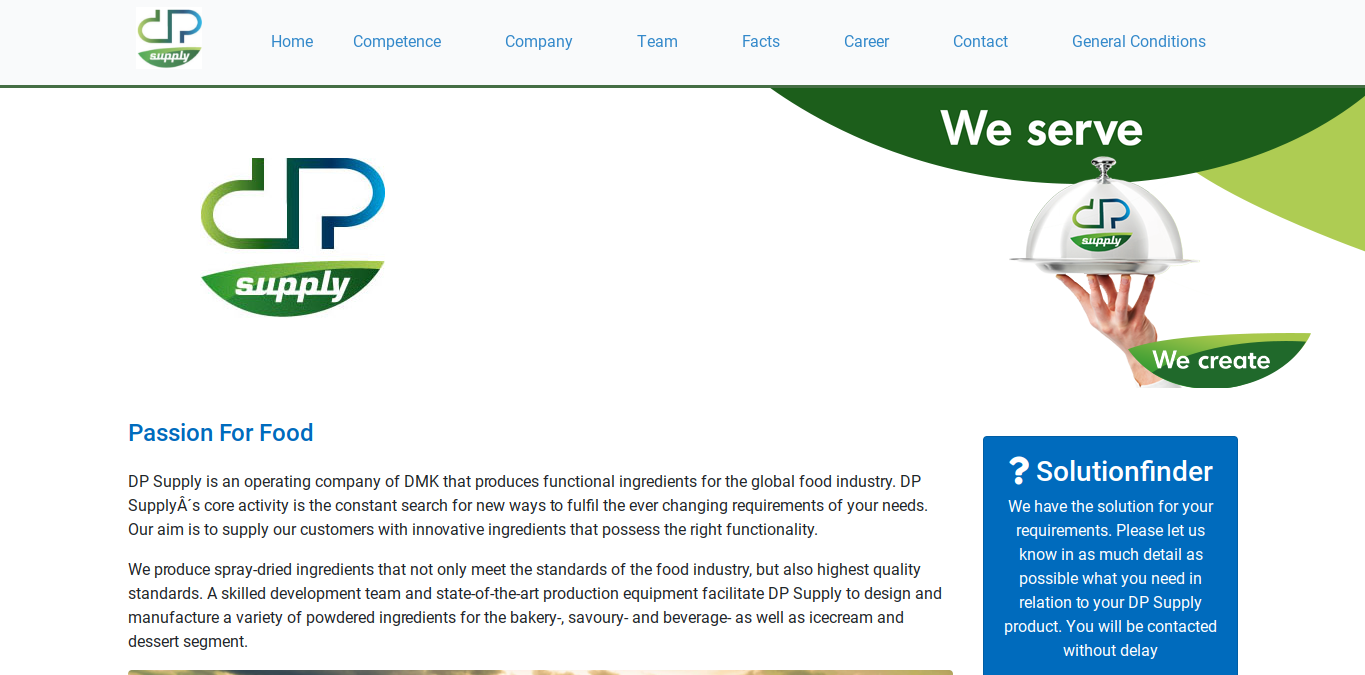 dp
supply
Home Competence Company Team Facts Career Contact General Conditions
We serve
dp
supply
dp
supply
We create
Passion For Food
DP Supply is an operating company of DMK that produces functional ingredients for the global food industry. DP
SupplyÂ´s core activity is the constant search for new ways to fulfil the ever changing requirements of your needs.
Our aim is to supply our customers with innovative ingredients that possess the right functionality.
We produce spray-dried ingredients that not only meet the standards of the food industry, but also highest quality
standards. A skilled development team and state-of-the-art production equipment facilitate DP Supply to design and
manufacture a variety of powdered ingredients for the bakery-, savoury- and beverage- as well as icecream and
dessert segment.
? Solutionfinder
We have the solution for your
requirements. Please let us
know in as much detail as
possible what you need in
relation to your DP Supply
product. You will be contacted
without delay